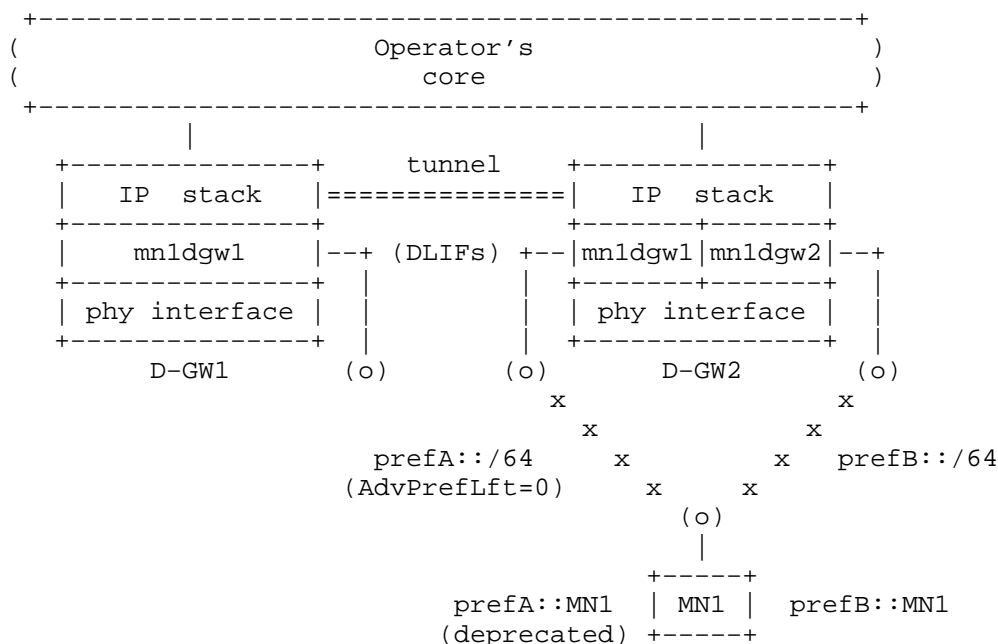 Operator's
core
tunnel
IP stack IP stack
mn1dgw1 (DLIFs) mn1dgw1 mn1dgw2
phy interface phy interface
D-GW1 (o) (o) D-GW2 (o)
x x
x x
prefA::/64 x x prefB::/64
(AdvPrefLft=0) x x
(o)
prefA::MN1 MN1 prefB::MN1
(deprecated)